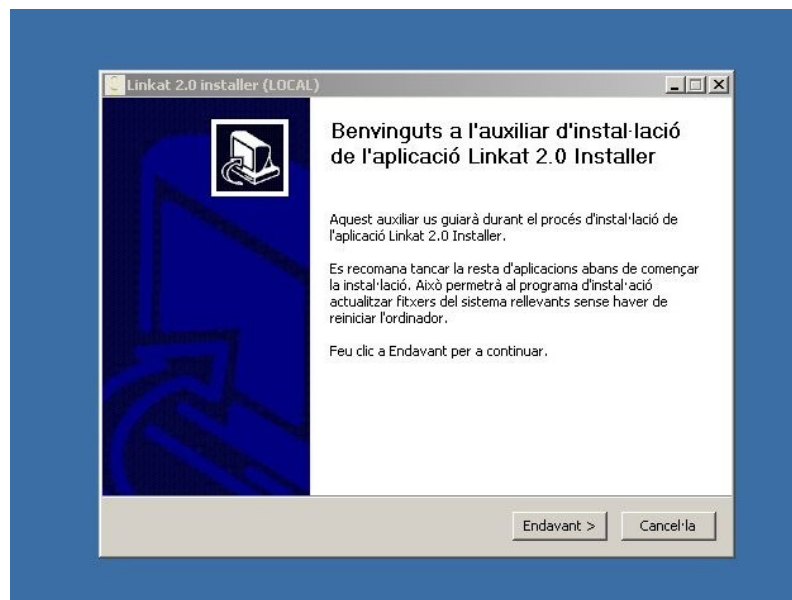 Linkat 2.0 installer (LOCAL)
Benvinguts a l'auxiliar d'instal·lació
de l'aplicació Linkat 2.0 Installer
Aquest auxiliar us guiarà durant el procés d'instal·lació de
l'aplicació Linkat 2.0 Installer.
Es recomana tancar la resta d'aplicacions abans de començar
la instal·lació. Això permetrà al programa d'instal·ació
actualitzar fitxers del sistema rellevants sense haver de
reiniciar l'ordinador.
Feu clic a Endavant per a continuar.
Endavant >
Cancel·la